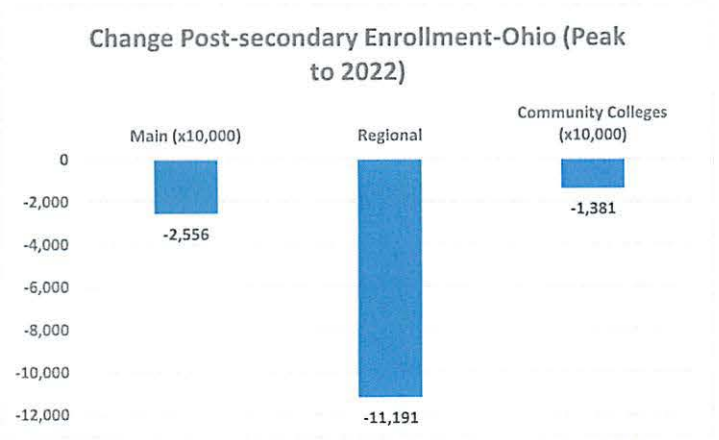 Change Post-secondary Enrollment-Ohio (Peak
to 2022)
Community Colleges
Main (x10,000) Regional (x10,000)
0
-2,000
-1,381
-2,556
-4,000
-6,000
-8,000
-10,000
-12,000
-11,191